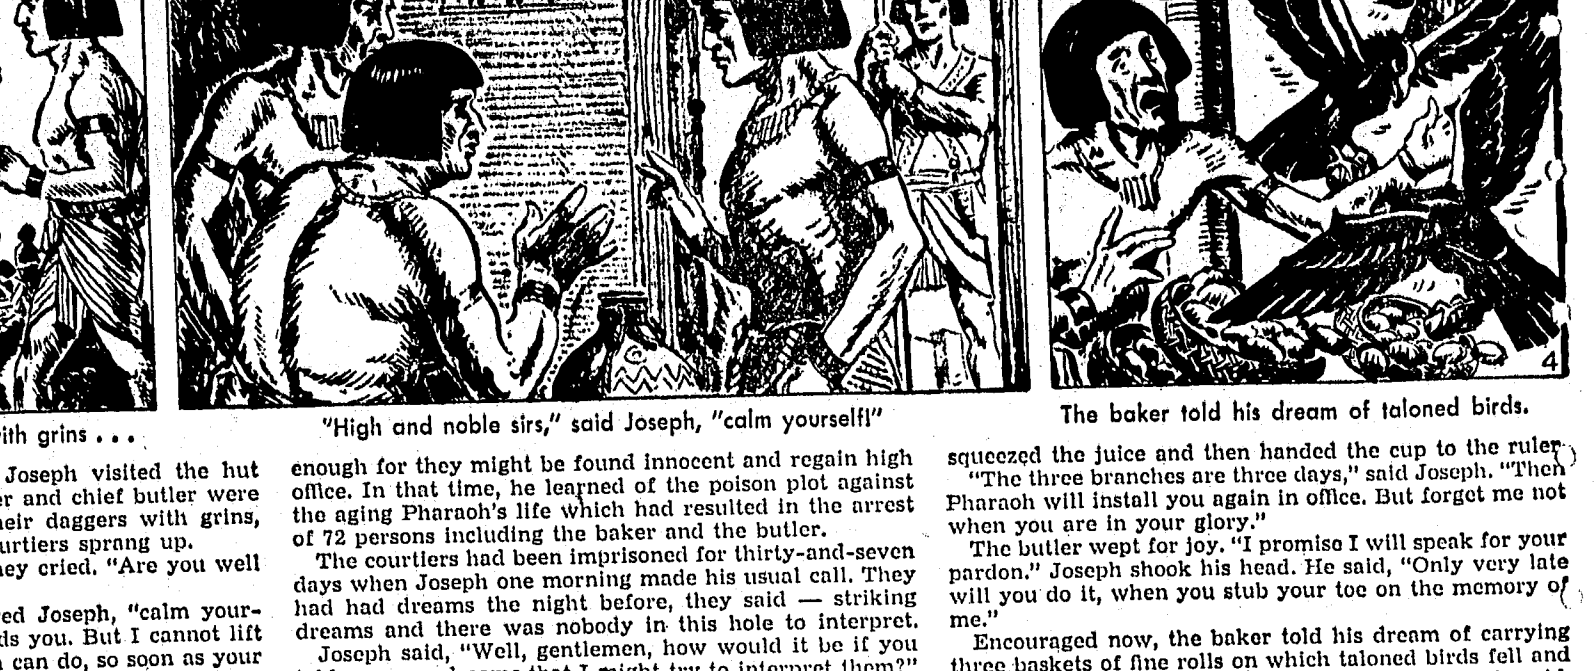 4
ith grins . . .
"High and noble sirs," said Joseph, "calm yourself!"
The baker told his dream of taloned birds.
Joseph visited the hut
er and chief butler were
eir daggers with grins,
urtiers sprang up.
ey cried. "Are you well
ed Joseph, "calm your-
ds you. But I cannot lift
can do, so soon as your
enough for they might be found innocent and regain high
office. In that time, he learned of the poison plot against
the aging Pharaoh's life which had resulted in the arrest
of 72 persons including the baker and the butler.
The courtiers had been imprisoned for thirty-and-seven
days when Joseph one morning made his usual call. They
had had dreams the night before, they said — striking
dreams and there was nobody in this hole to interpret.
Joseph said, "Well, gentlemen, how would it be if you
that I might try to interpret them?"
squeezed the juice and then handed the cup to the ruler
"The three branches are three days," said Joseph. "Then
Pharaoh will install you again in office. But forget me not
when you are in your glory."
The butler wept for joy. "I promise I will speak for your
pardon." Joseph shook his head. He said, "Only very late
will you do it, when you stub your toe on the memory of
me."
Encouraged now, the baker told his dream of carrying
three baskets of fine rolls on which taloned birds fell and